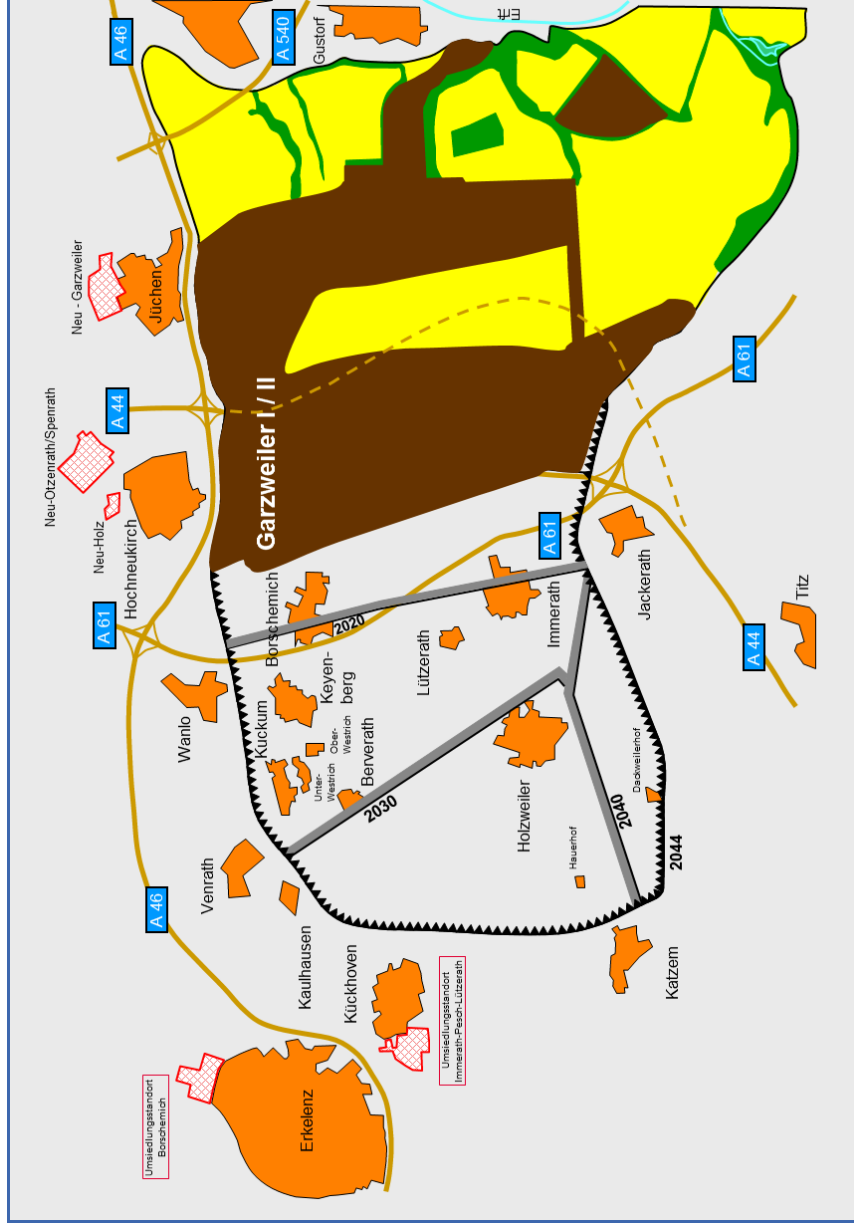 Neu-Otzenrath/Spenrath
Neu - Garzweiler
Neu-Holz
A 61
A 44
A 46
Hochneukirch
Umsiedlungsstandort
Borschemich
A 46
Jüchen
Wanlo
Venrath
Kuckum
Garzweiler I / II
Borschemich
A 540
Erkelenz
Kaulhausen
Gustorf
Unter-
Westrich
Keyen-
berg
Ober-
Westrich
2020
Kückhoven
Berverath
2030
Lützerath
Umsiedlungsstandort
Immerath-Pesch-Lützerath
Erft
Holzweiler
Immerath
A 61
Hauerhof
2040
Dackweilerhof
Jackerath
Katzem
2044
A 61
A 44
Titz